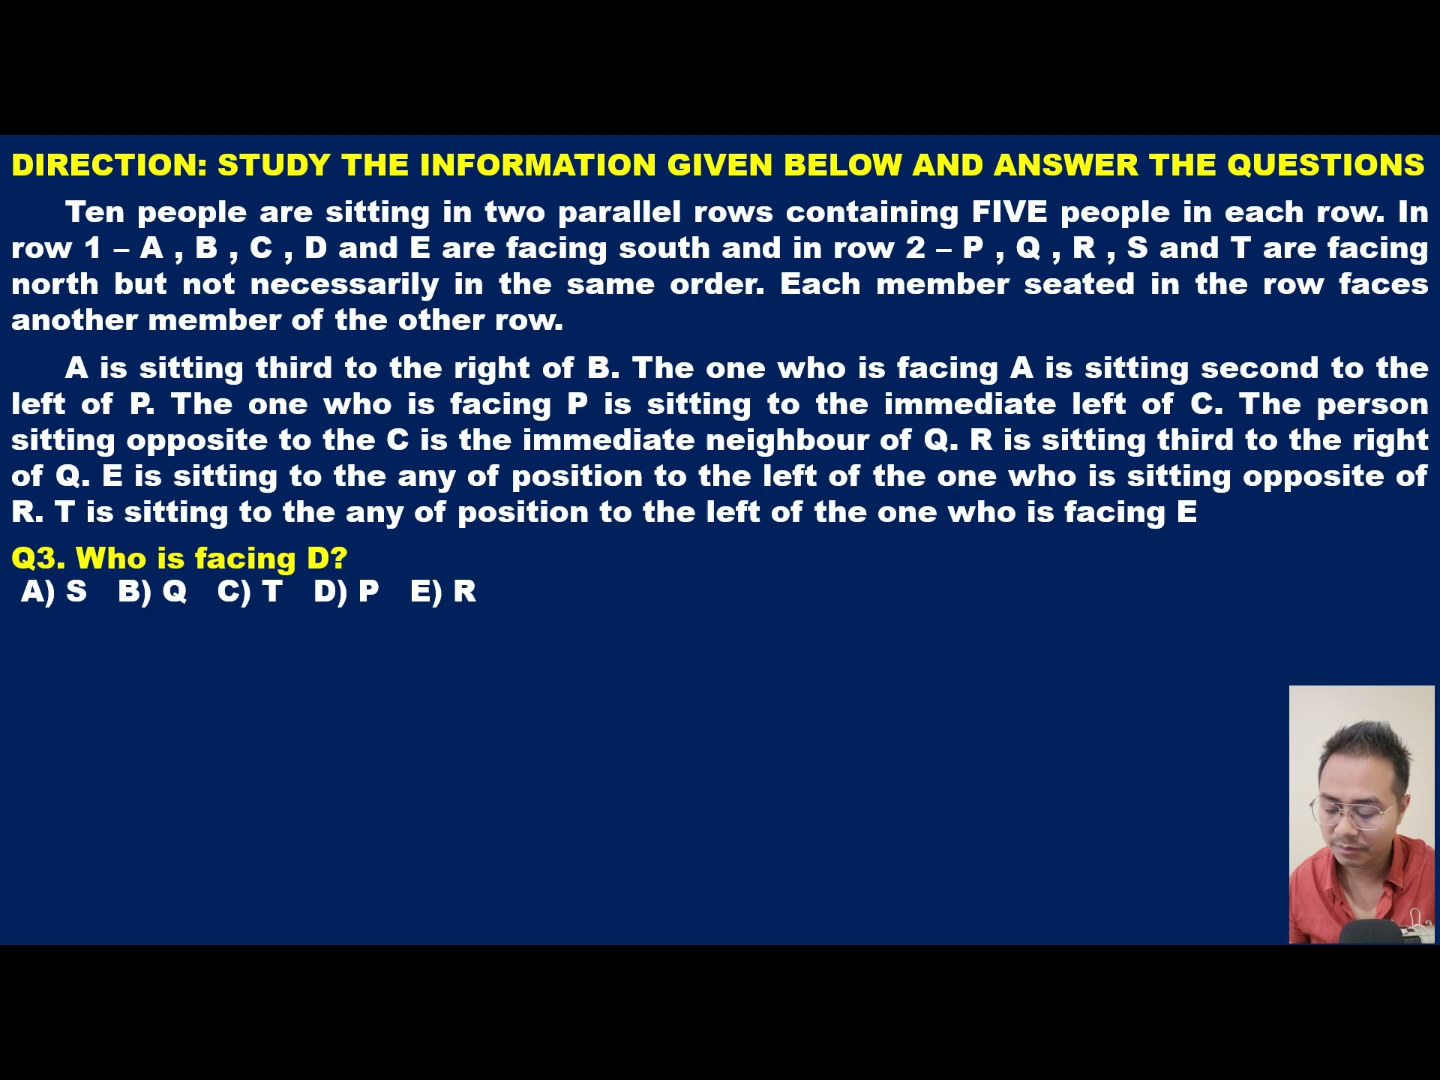 DIRECTION: STUDY THE INFORMATION GIVEN BELOW AND ANSWER THE QUESTIONS
Ten people are sitting in two parallel rows containing FIVE people in each row. In
row 1 – A , B , C , D and E are facing south and in row 2 – P , Q , R , S and T are facing
north but not necessarily in the same order. Each member seated in the row faces
another member of the other row.
A is sitting third to the right of B. The one who is facing A is sitting second to the
left of P. The one who is facing P is sitting to the immediate left of C. The person
sitting opposite to the C is the immediate neighbour of Q. R is sitting third to the right
of Q. E is sitting to the any of position to the left of the one who is sitting opposite of
R. T is sitting to the any of position to the left of the one who is facing E
Q3. Who is facing D?
A) S B) Q C) T D) P E) R